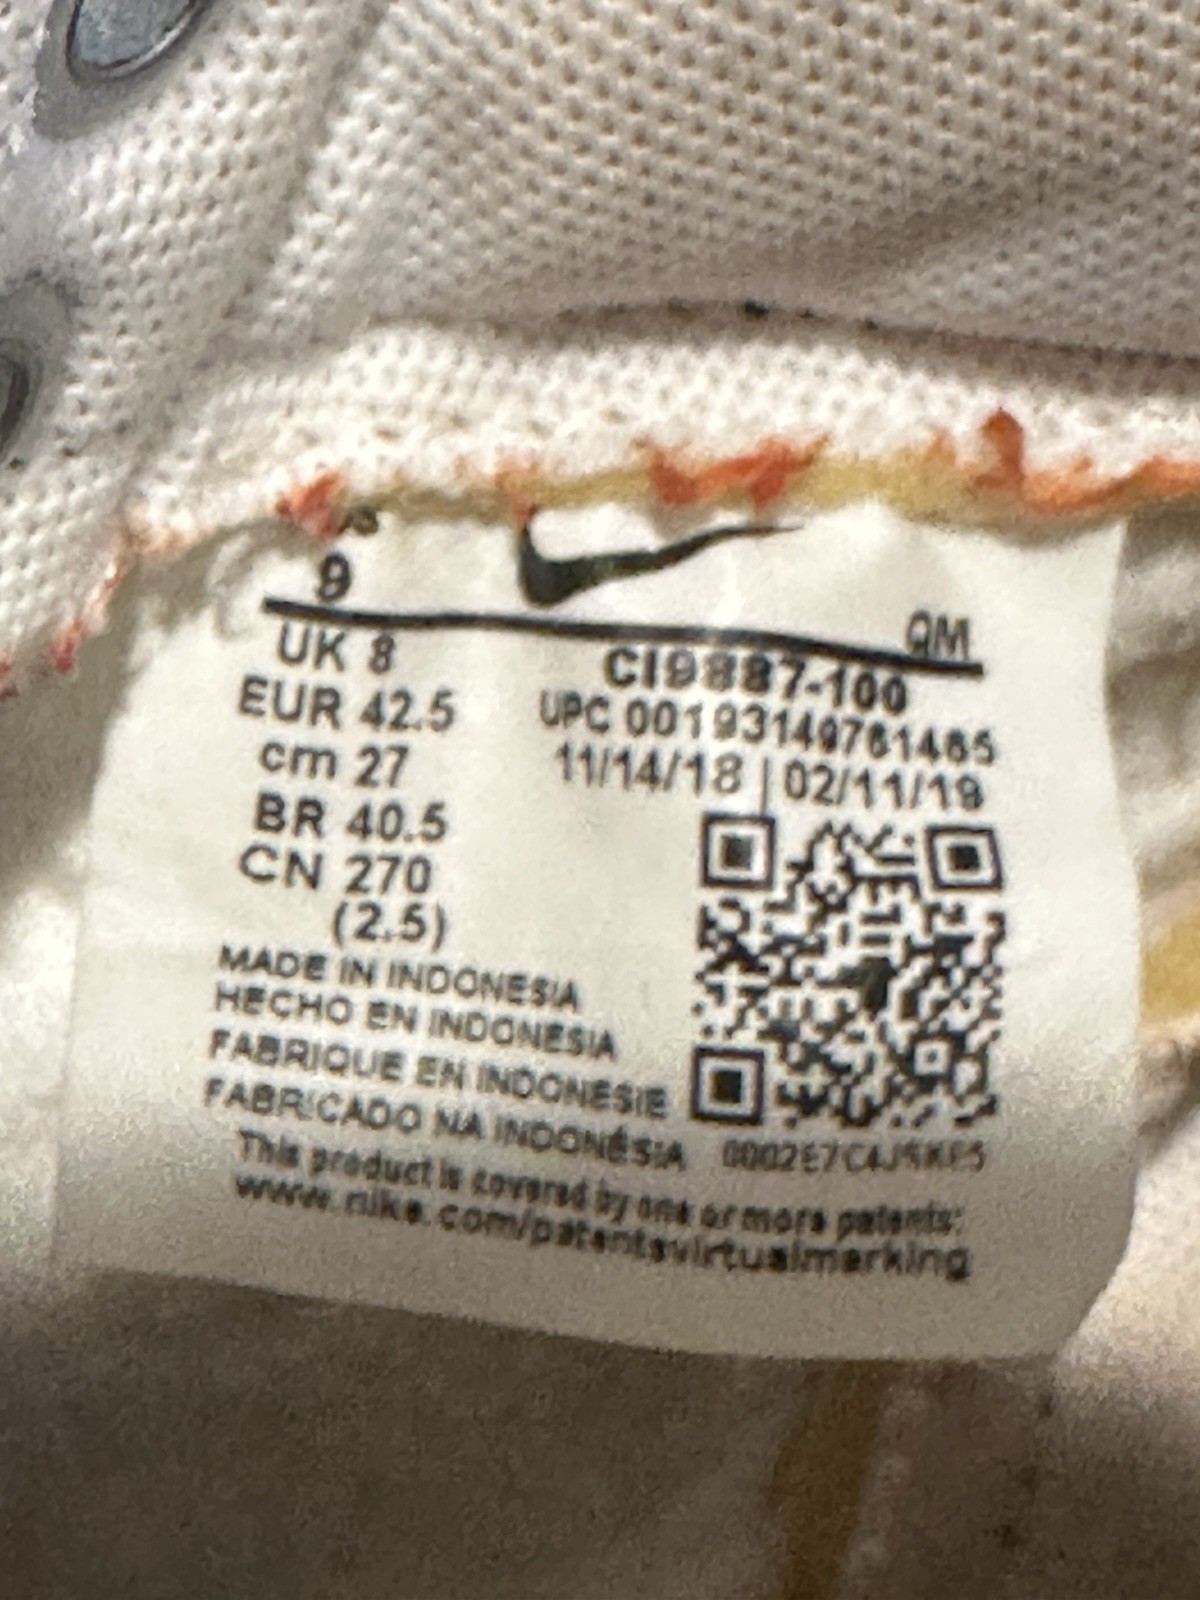 9
QM
UK 8
EUR 42.5
cm 27
BR 40.5
CN 270
(2.5)
CI9887-100
UPC 00193149761465
11/14/18 | 02/11/19
MADE IN INDONESIA
HECHO EN INDONESIA
FABRIQUE EN INDONESIE
FABRICADO NA INDONÉSIA
This product is covered by one or more patents:
www.nike.com/patentsvirtualmarking